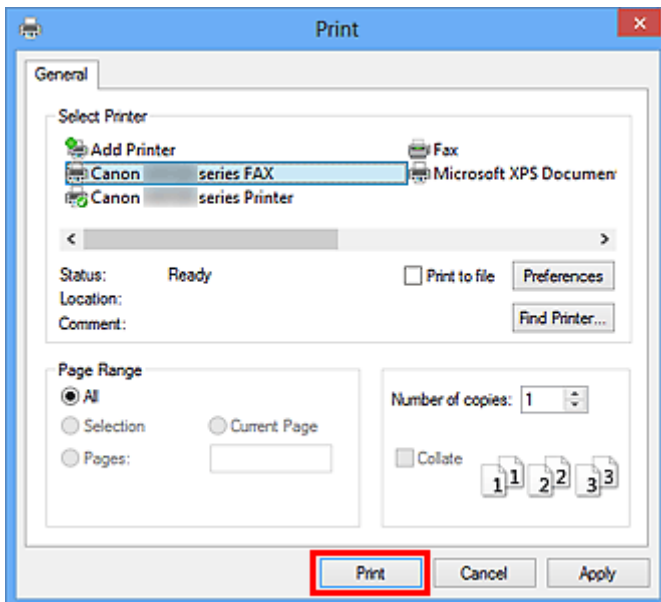 Print
General
Select Printer
Add Printer
Fax
Canon series FAX
Microsoft XPS Documen
Canon series Printer
Status: Ready
Print to file
Preferences
Location:
Comment:
Find Printer...
Page Range
All
Number of copies: 1
Selection
Current Page
Pages:
Collate
1 1 2 2 3 3
Print
Cancel
Apply